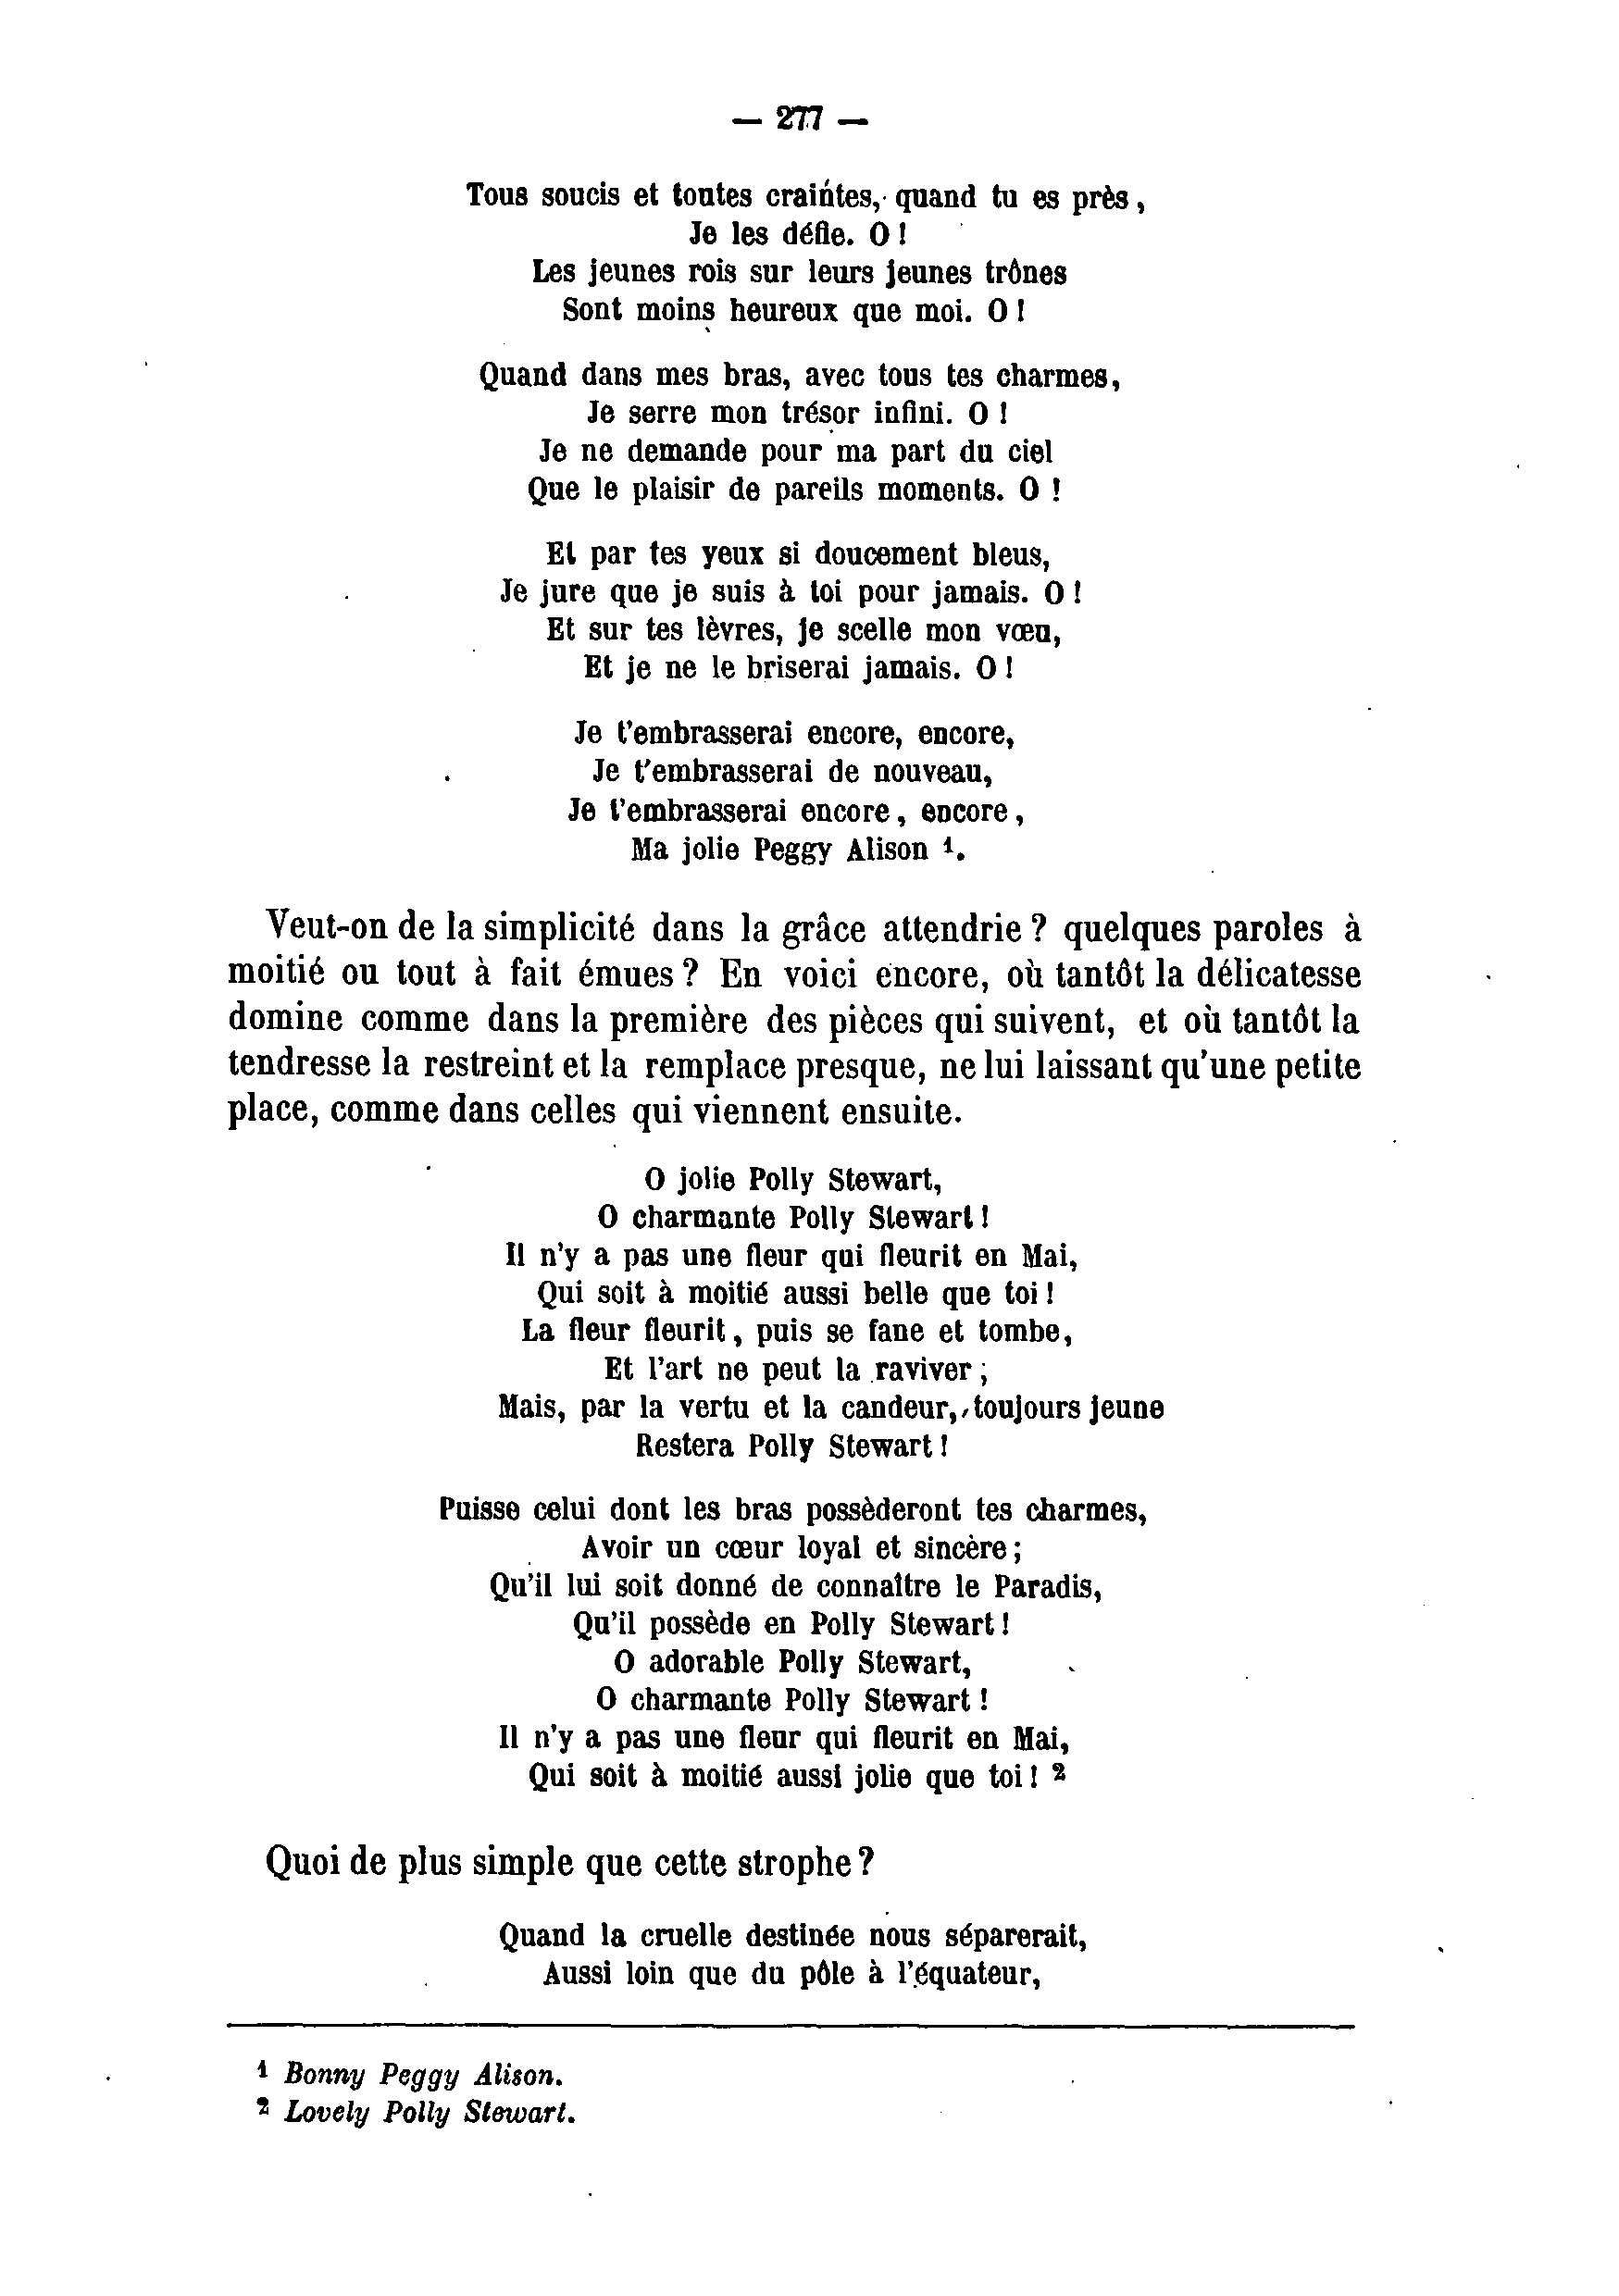 — 277 —
Tous soucis et toutes craintes, quand tu es près,
Je les défie. O !
Les jeunes rois sur leurs jeunes trônes
Sont moins heureux que moi. O !
Quand dans mes bras, avec tous tes charmes,
Je serre mon trésor infini. O !
Je ne demande pour ma part du ciel
Que le plaisir de pareils moments. O !
Et par tes yeux si doucement bleus,
Je jure que je suis à toi pour jamais. O !
Et sur tes lèvres, je scelle mon vœu,
Et je ne le briserai jamais. O !
Je t'embrasserai encore, encore,
Je t'embrasserai de nouveau,
Je t'embrasserai encore, encore,
Ma jolie Peggy Alison ¹.
Veut-on de la simplicité dans la grâce attendrie ? quelques paroles à
moitié ou tout à fait émues ? En voici encore, où tantôt la délicatesse
domine comme dans la première des pièces qui suivent, et où tantôt la
tendresse la restreint et la remplace presque, ne lui laissant qu'une petite
place, comme dans celles qui viennent ensuite.
O jolie Polly Stewart,
O charmante Polly Stewart !
Il n'y a pas une fleur qui fleurit en Mai,
Qui soit à moitié aussi belle que toi !
La fleur fleurit, puis se fane et tombe,
Et l'art ne peut la raviver ;
Mais, par la vertu et la candeur, toujours jeune
Restera Polly Stewart !
Puisse celui dont les bras possèderont tes charmes,
Avoir un cœur loyal et sincère ;
Qu'il lui soit donné de connaître le Paradis,
Qu'il possède en Polly Stewart !
O adorable Polly Stewart,
O charmante Polly Stewart !
Il n'y a pas une fleur qui fleurit en Mai,
Qui soit à moitié aussi jolie que toi ! ²
Quoi de plus simple que cette strophe ?
Quand la cruelle destinée nous séparerait,
Aussi loin que du pôle à l'équateur,
¹ Bonny Peggy Alison.
² Lovely Polly Stewart.